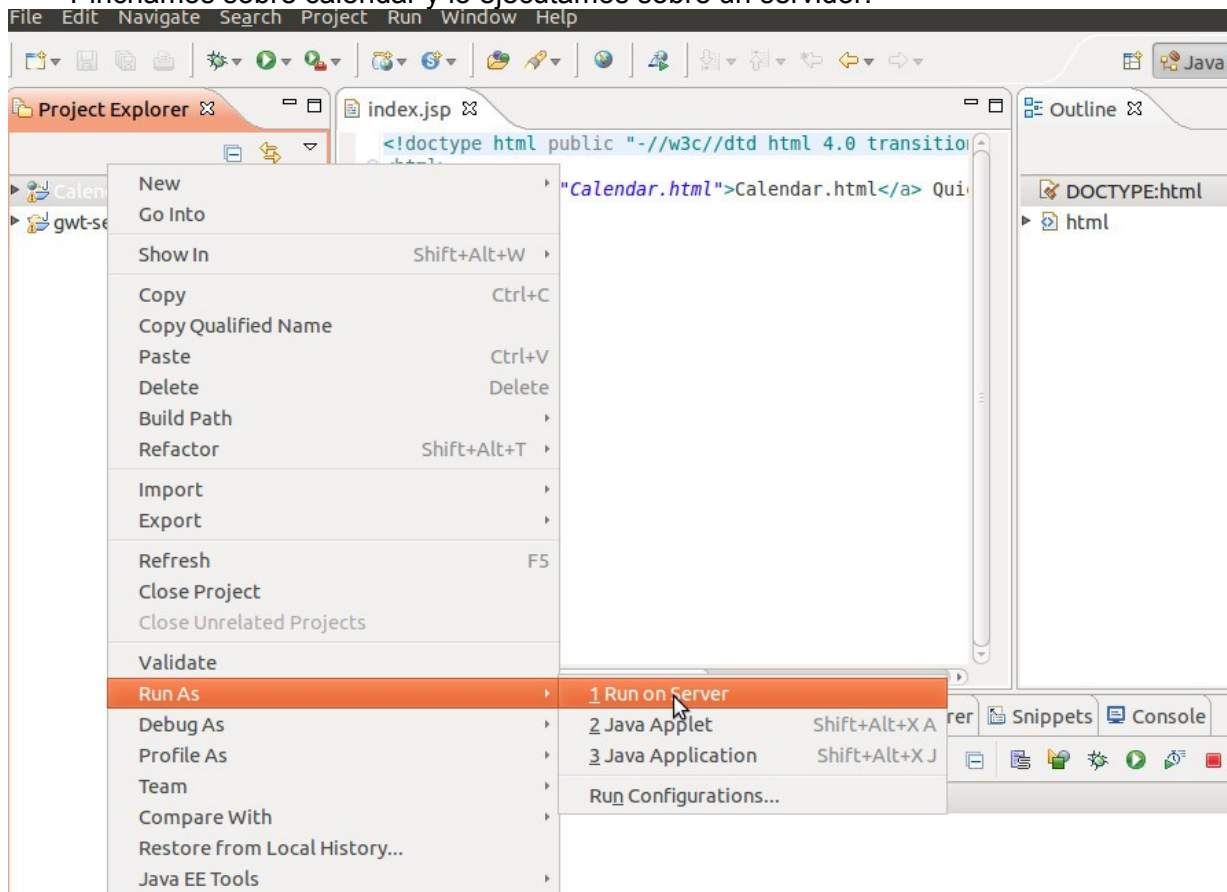 Pinchamos sobre calendar y lo ejecutamos sobre un servidor.
File Edit Navigate Search Project Run Window Help
Java
Project Explorer
index.jsp
Outline
<!doctype html public "-//w3c//dtd html 4.0 transitio
<html>
"Calendar.html">Calendar.html</a> Qui
Calen
gwt-se
DOCTYPE:html
html
New
Go Into
Show In Shift+Alt+W
Copy Ctrl+C
Copy Qualified Name
Paste Ctrl+V
Delete Delete
Build Path
Refactor Shift+Alt+T
Import
Export
Refresh F5
Close Project
Close Unrelated Projects
Validate
Run As
Debug As
Profile As
Team
Compare With
Restore from Local History...
Java EE Tools
1 Run on Server
2 Java Applet Shift+Alt+X A
3 Java Application Shift+Alt+X J
Run Configurations...
rer Snippets Console